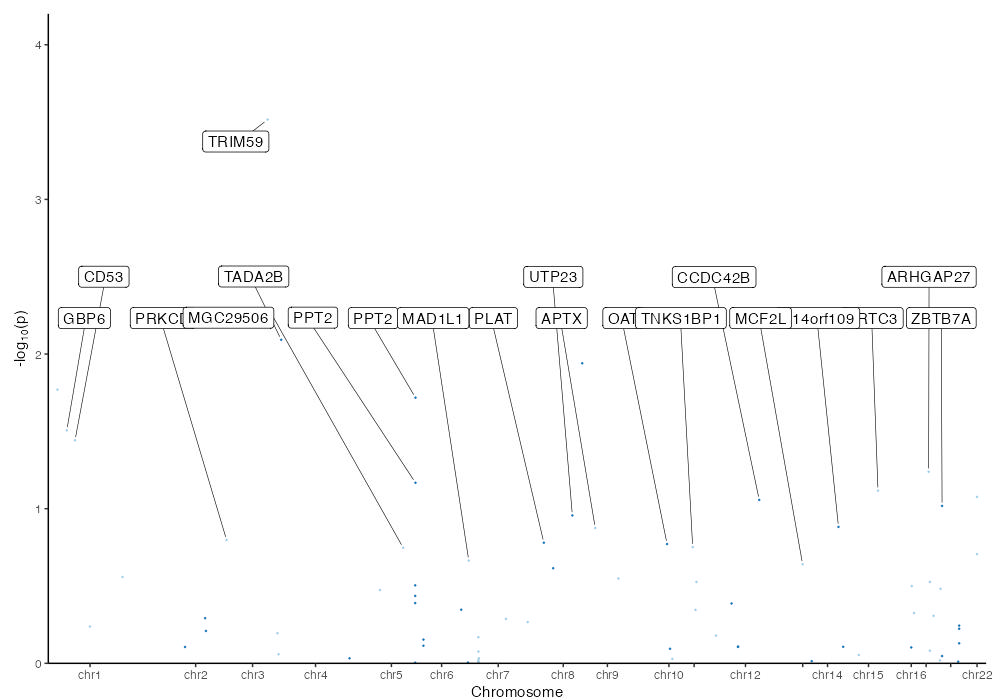 4
TRIM59
3
CD53 TADA2B UTP23 CCDC42B ARHGAP27
GBP6 MGC29506 PPT2 PPT2 MAD1L1 PLAT APTX TNKS1BP1 MCF2L 14orf109 RTC3 ZBTB7A
2
1
0
-log10(p)
chr1 chr2 chr3 chr4 chr5 chr6 chr7 chr8 chr9 chr10 chr12 chr14 chr15 chr16 chr22
Chromosome